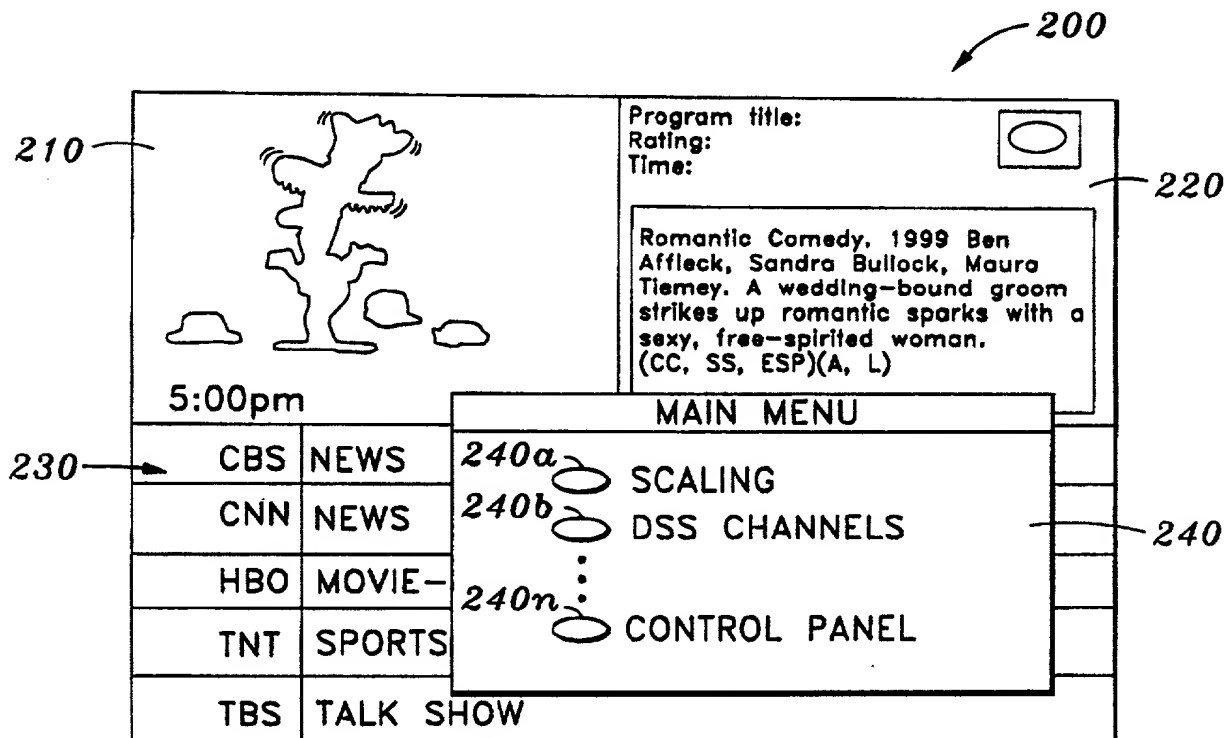 200
210
Program title:
Rating:
Time:
220
Romantic Comedy. 1999 Ben
Affleck, Sandra Bullock, Maura
Tierney. A wedding-bound groom
strikes up romantic sparks with a
sexy, free-spirited woman.
(CC, SS, ESP)(A, L)
5:00pm
MAIN MENU
230
CBS NEWS
240a
SCALING
CNN NEWS
240b
DSS CHANNELS
240
HBO MOVIE-
240n
CONTROL PANEL
TNT SPORTS
TBS TALK SHOW